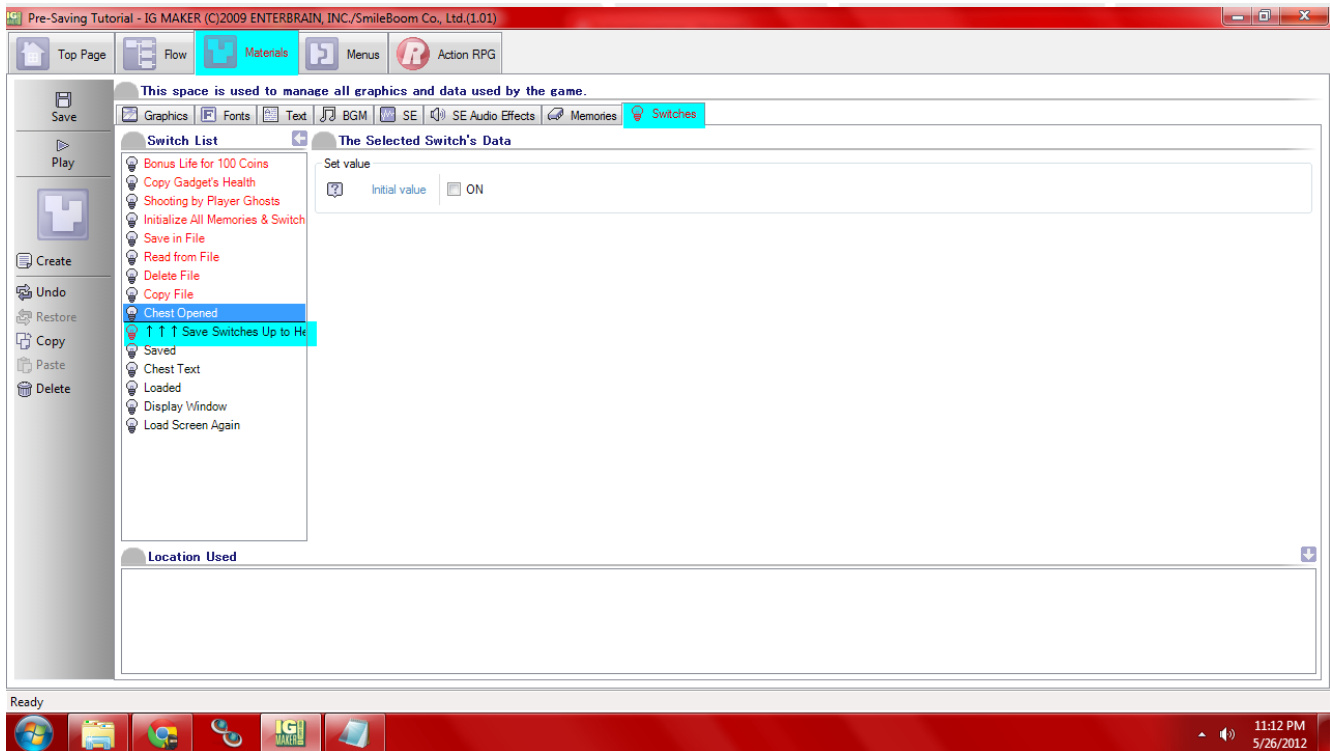 Pre-Saving Tutorial - IG MAKER (C)2009 ENTERBRAIN, INC./SmileBoom Co., Ltd.(1.01)
Top Page Flow Materials Menus R Action RPG
This space is used to manage all graphics and data used by the game.
Save
Graphics F Fonts Text BGM SE SE Audio Effects Memories Switches
Switch List
The Selected Switch's Data
Play
Bonus Life for 100 Coins
Copy Gadget's Health
Shooting by Player Ghosts
Initialize All Memories & Switch
Save in File
Read from File
Delete File
Copy File
Chest Opened
↑ ↑ ↑ Save Switches Up to He
Saved
Chest Text
Loaded
Display Window
Load Screen Again
Set value
? Initial value ON
Create
Undo
Restore
Copy
Paste
Delete
Location Used
Ready
IG
MAKER
11:12 PM
5/26/2012